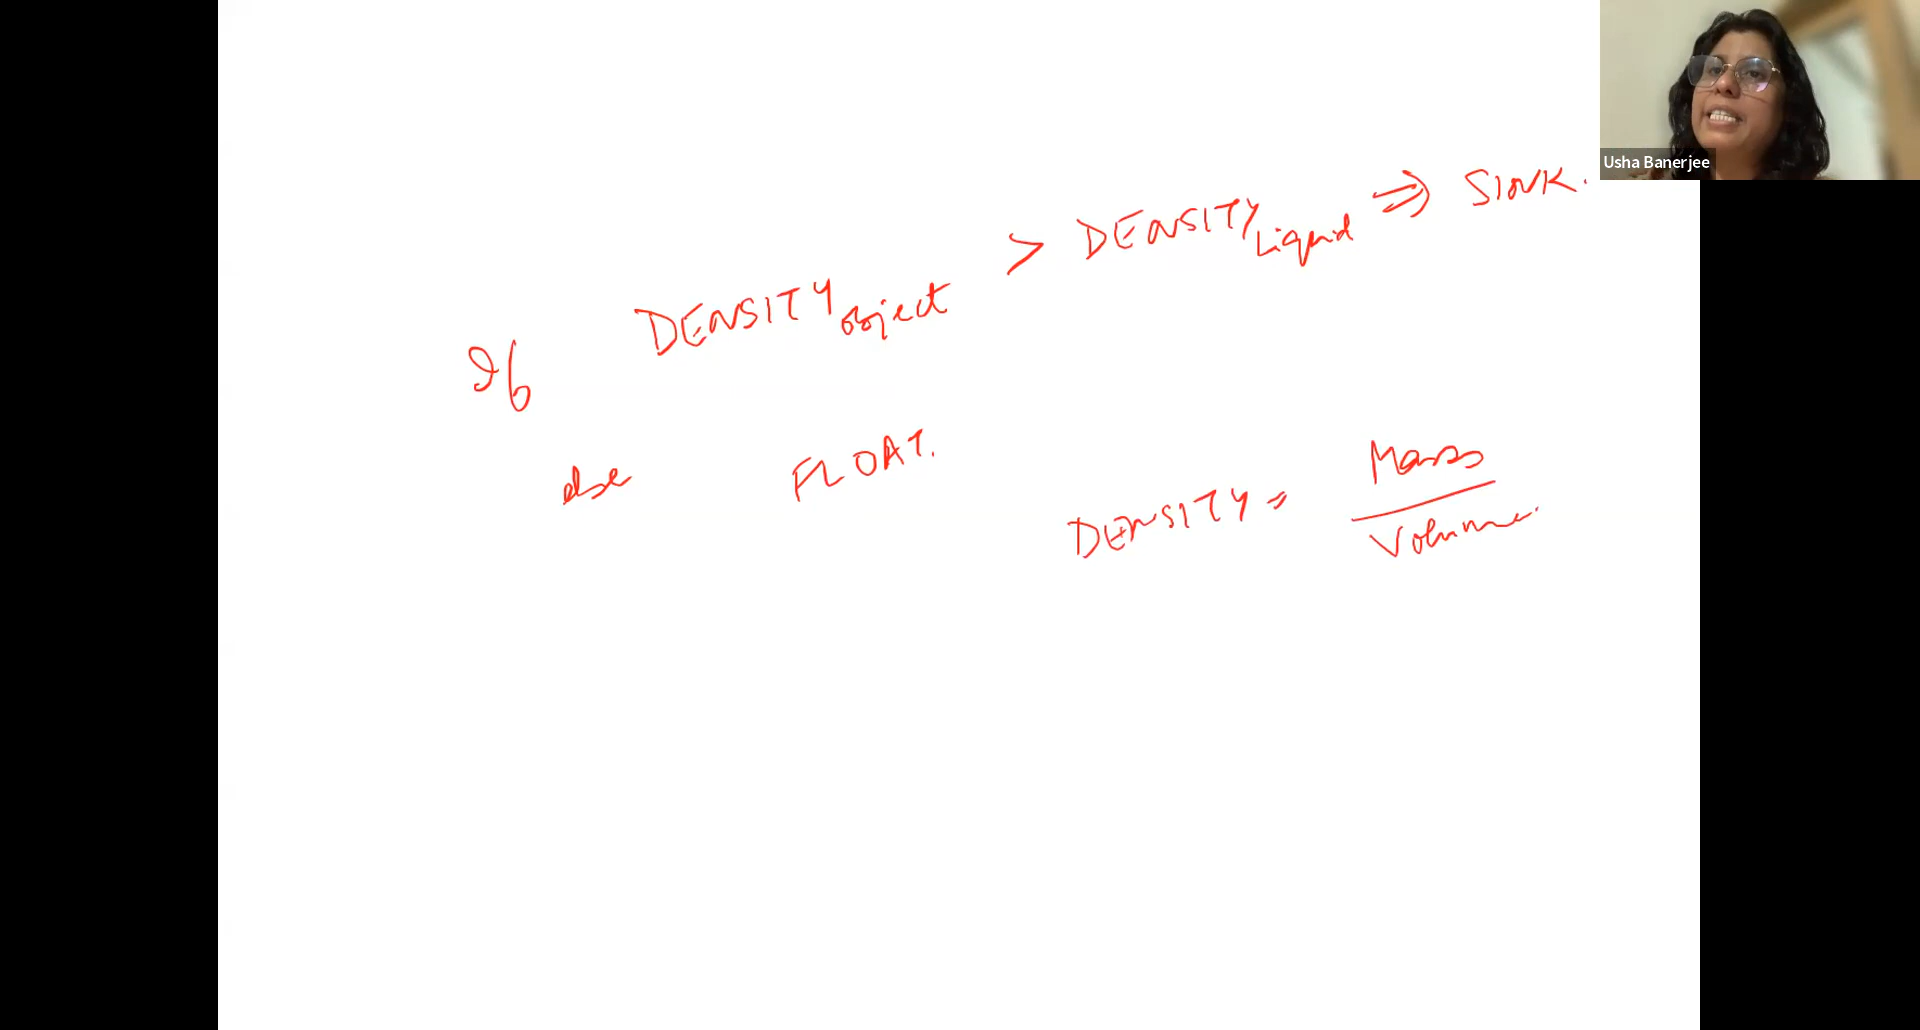 Usha Banerjee
If DENSITY object > DENSITY Liquid ⇒ SINK.
else FLOAT.
DENSITY = Mass
Volume.